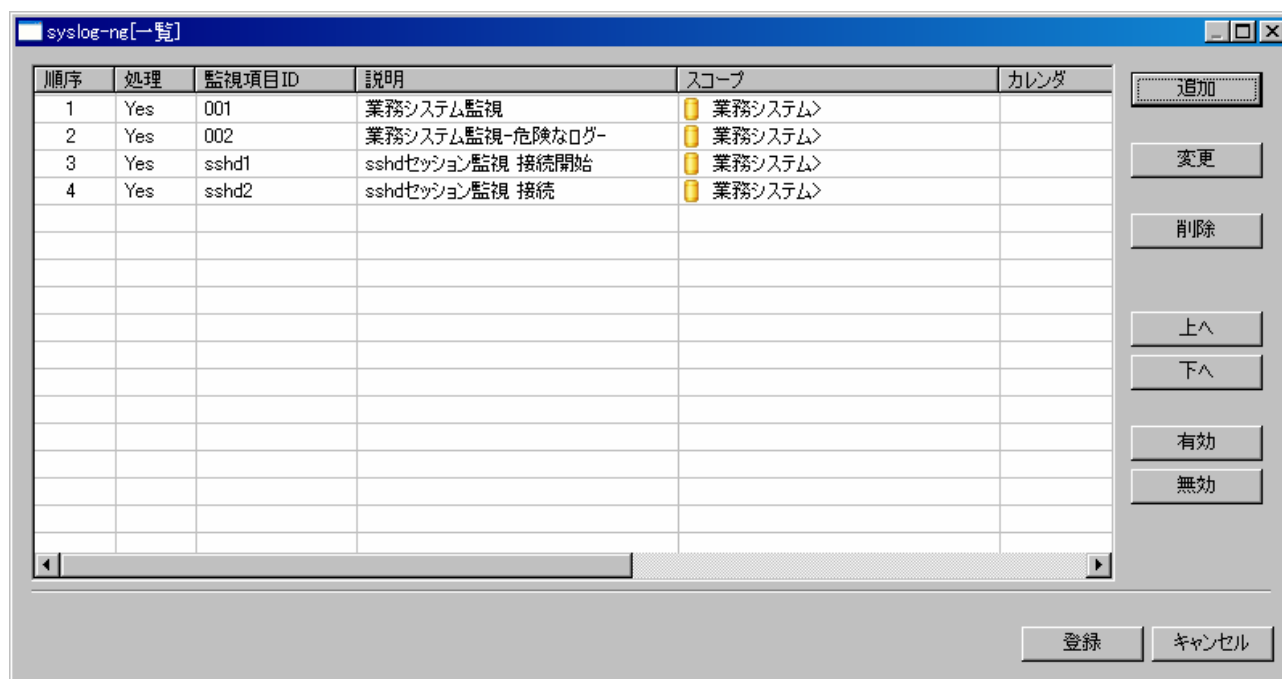 syslog-ng[一覧]
順序 処理 監視項目ID 説明 スコープ カレンダ
1 Yes 001 業務システム監視 業務システム>
2 Yes 002 業務システム監視-危険なログ- 業務システム>
3 Yes sshd1 sshdセッション監視 接続開始 業務システム>
4 Yes sshd2 sshdセッション監視 接続 業務システム>
追加
変更
削除
上へ
下へ
有効
無効
登録 キャンセル